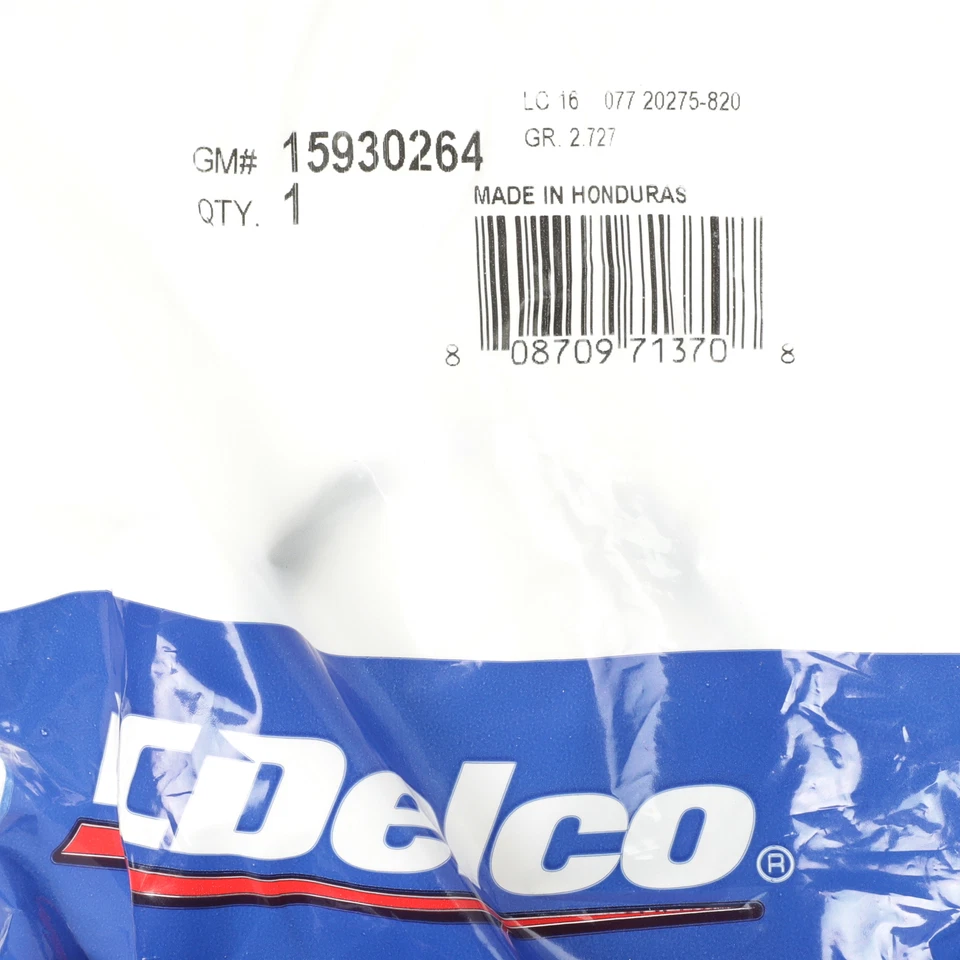 LC 16 077 20275-820
GR. 2.727
GM# 15930264
QTY. 1
MADE IN HONDURAS
8 08709 71370 8
CDelco ®